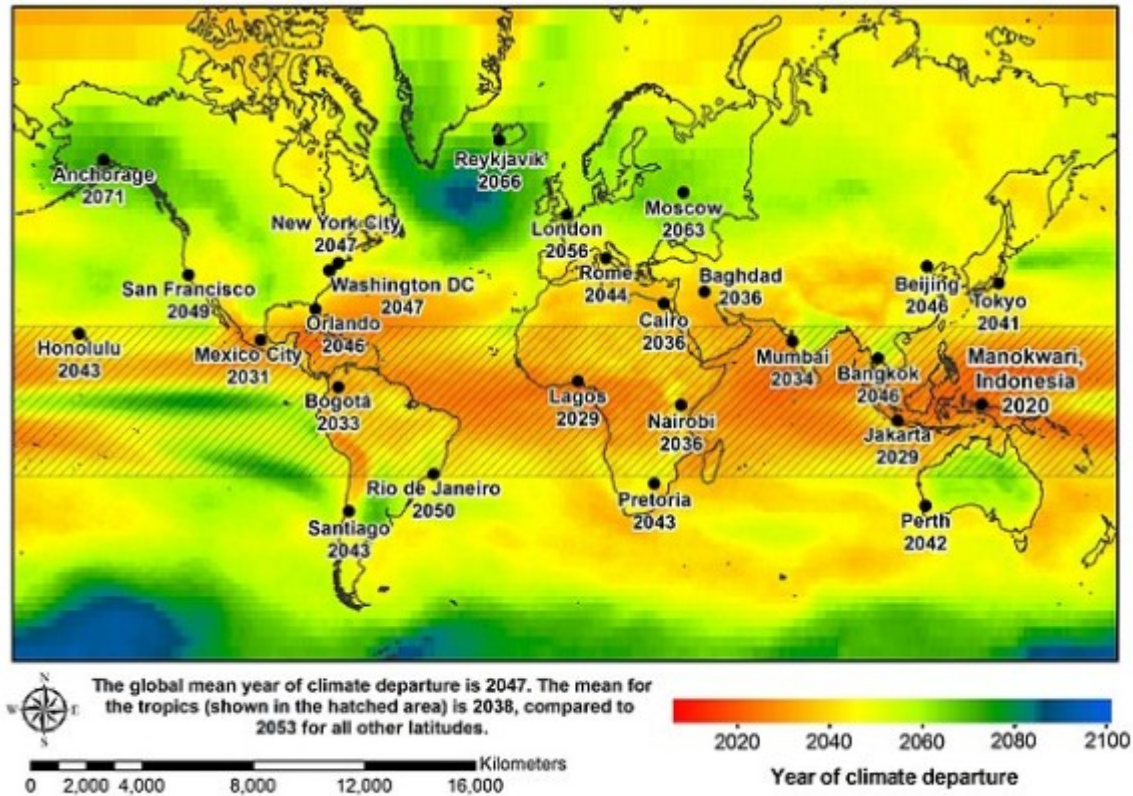 Anchorage
2071
Reykjavik
2066
Moscow
2063
New York City
2047
London
2056
Washington DC
2047
Rome
2044
Baghdad
2036
Beijing
2046
Tokyo
2041
San Francisco
2049
Orlando
2046
Cairo
2036
Honolulu
2043
Mexico City
2031
Mumbai
2034
Bangkok
2046
Manokwari,
Indonesia
2020
Bogotá
2033
Lagos
2029
Nairobi
2036
Jakarta
2029
Rio de Janeiro
2050
Pretoria
2043
Santiago
2043
Perth
2042
N
W E
S
The global mean year of climate departure is 2047. The mean for
the tropics (shown in the hatched area) is 2038, compared to
2053 for all other latitudes.
Kilometers
0 2,000 4,000 8,000 12,000 16,000
2020 2040 2060 2080 2100
Year of climate departure